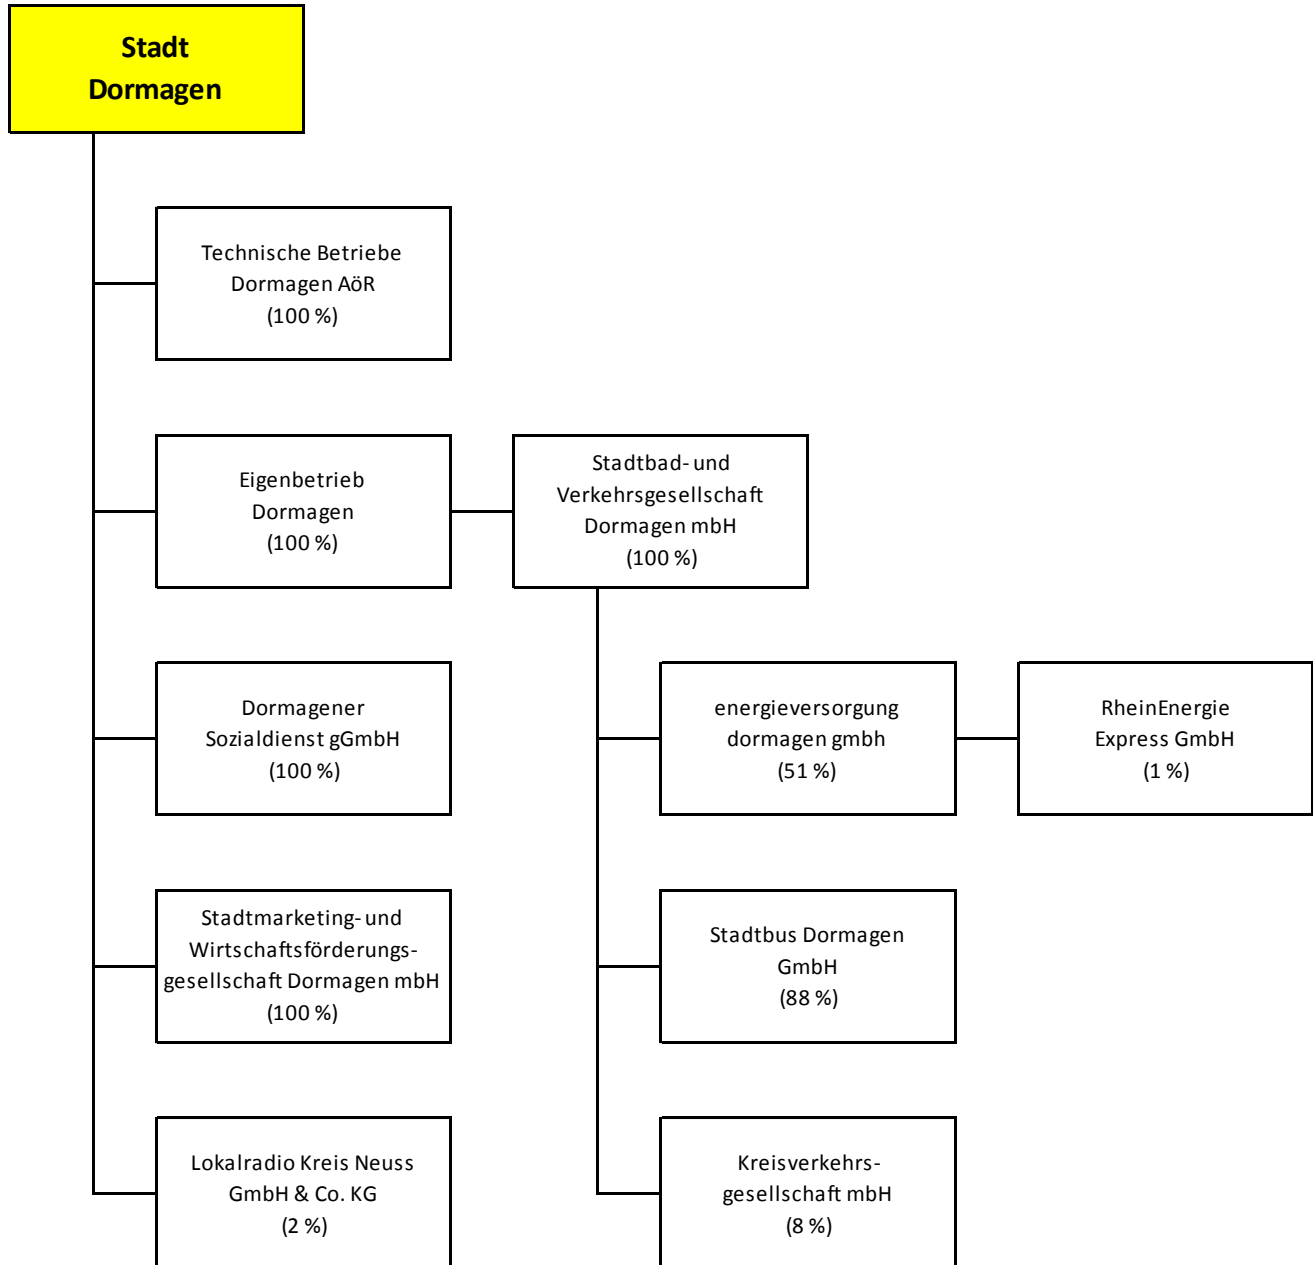 Stadt
Dormagen
Technische Betriebe
Dormagen AöR
(100 %)
Eigenbetrieb
Dormagen
(100 %)
Stadtbad- und
Verkehrsgesellschaft
Dormagen mbH
(100 %)
Dormagener
Sozialdienst gGmbH
(100 %)
energieversorgung
dormagen gmbh
(51 %)
RheinEnergie
Express GmbH
(1 %)
Stadtmarketing- und
Wirtschaftsförderungs-
gesellschaft Dormagen mbH
(100 %)
Stadtbus Dormagen
GmbH
(88 %)
Lokalradio Kreis Neuss
GmbH & Co. KG
(2 %)
Kreisverkehrs-
gesellschaft mbH
(8 %)